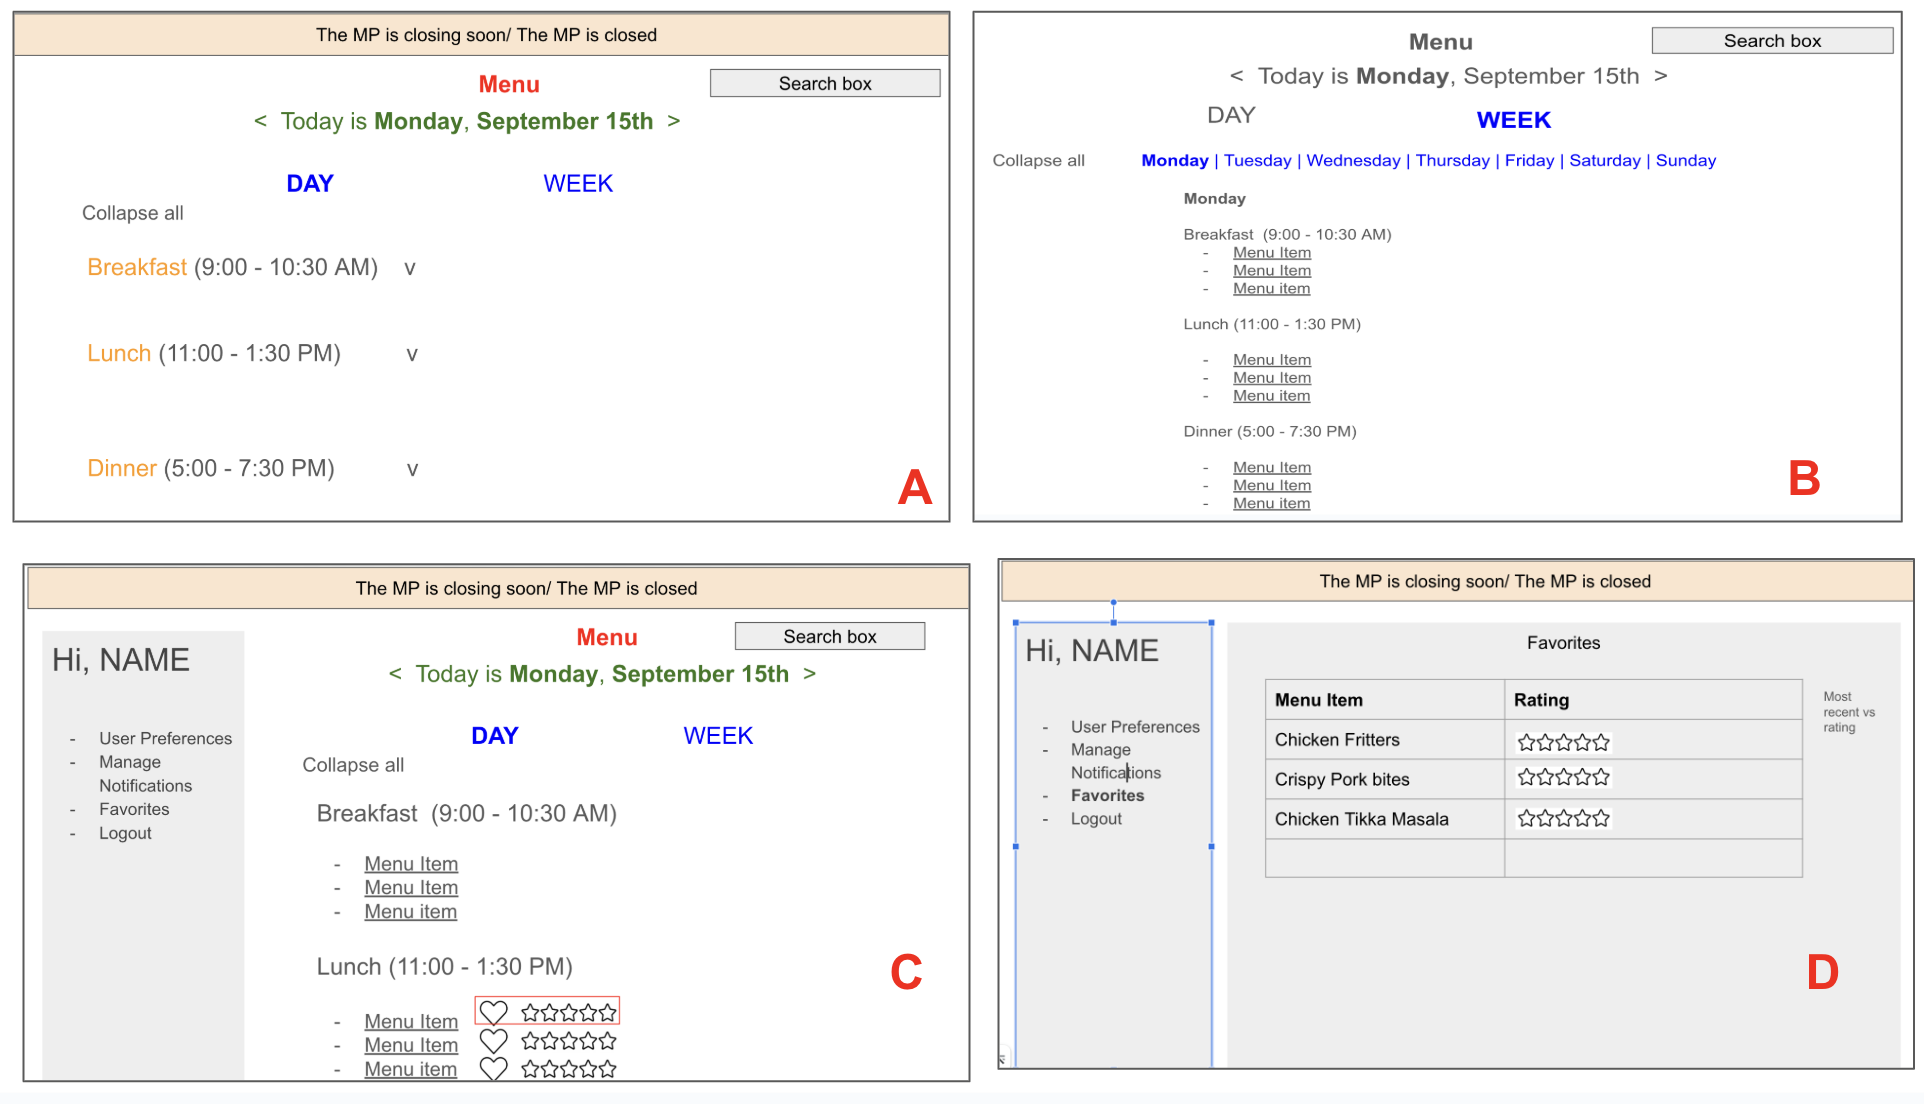 The MP is closing soon/ The MP is closed
Menu
Search box
< Today is Monday, September 15th >
DAY WEEK
Collapse all
Breakfast (9:00 - 10:30 AM) v
Lunch (11:00 - 1:30 PM) v
Dinner (5:00 - 7:30 PM) v
A
Menu
Search box
< Today is Monday, September 15th >
DAY WEEK
Collapse all
Monday | Tuesday | Wednesday | Thursday | Friday | Saturday | Sunday
Monday
Breakfast (9:00 - 10:30 AM)
- Menu Item
- Menu Item
- Menu item
Lunch (11:00 - 1:30 PM)
- Menu Item
- Menu Item
- Menu item
Dinner (5:00 - 7:30 PM)
- Menu Item
- Menu Item
- Menu item
B
The MP is closing soon/ The MP is closed
Hi, NAME
- User Preferences
- Manage
Notifications
- Favorites
- Logout
Menu
Search box
< Today is Monday, September 15th >
DAY WEEK
Collapse all
Breakfast (9:00 - 10:30 AM)
- Menu Item
- Menu Item
- Menu item
Lunch (11:00 - 1:30 PM)
- Menu Item
- Menu Item
- Menu item
C
The MP is closing soon/ The MP is closed
Hi, NAME
- User Preferences
- Manage
Notifications
- Favorites
- Logout
Favorites
Menu Item Rating
Chicken Fritters
Crispy Pork bites
Chicken Tikka Masala
Most
recent vs
rating
D